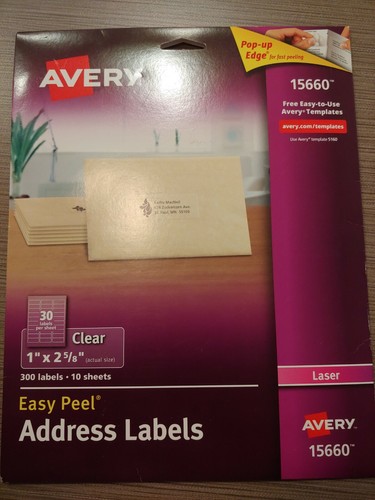 AVERY
Pop-up
Edge® for fast peeling
15660™
Free Easy-to-Use
Avery® Templates
avery.com/templates
Use Avery® template 5160
30
labels
per sheet
Clear
1" x 2 5/8" (actual size)
300 labels • 10 sheets
Laser
Easy Peel®
Address Labels
AVERY
15660™